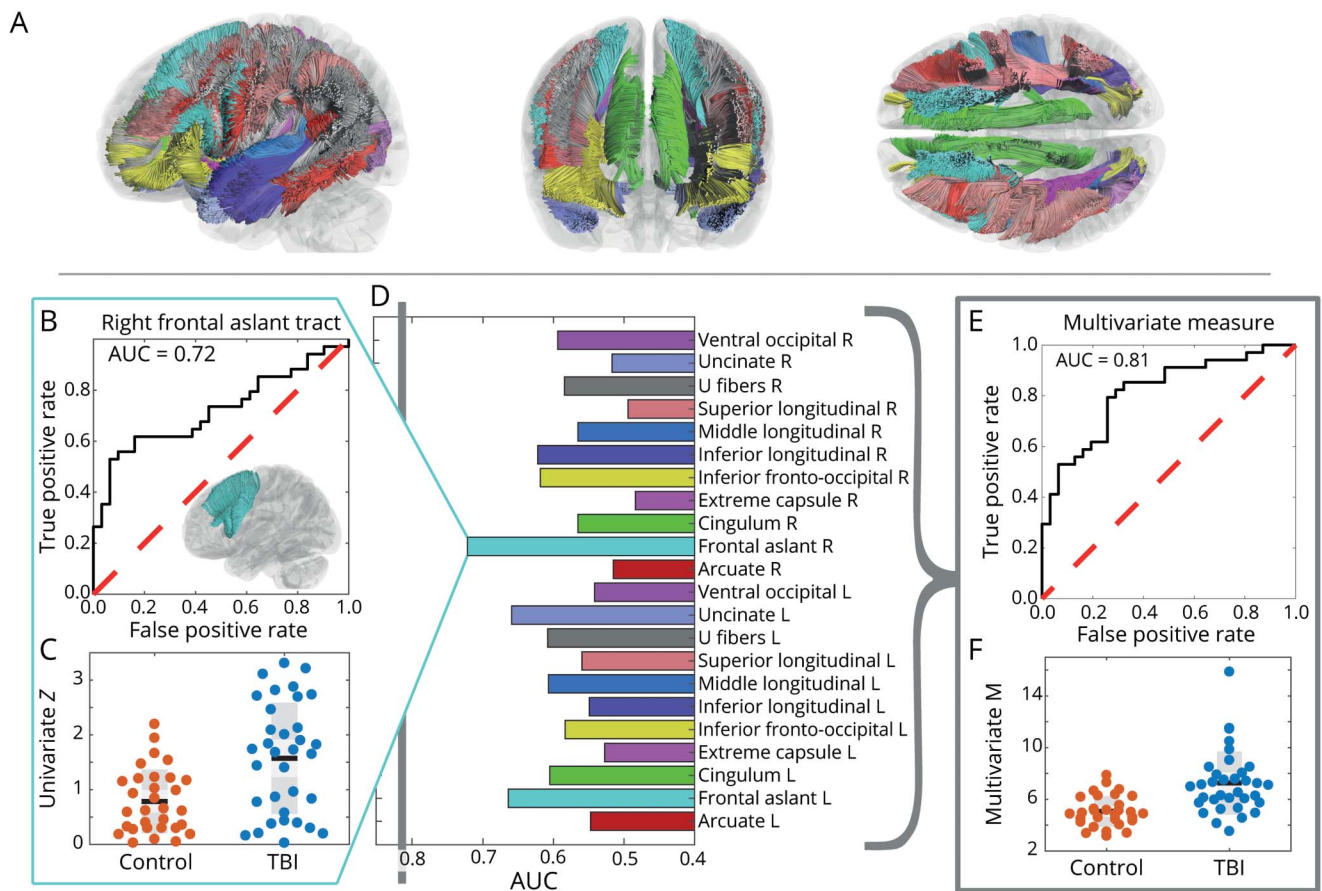 A
B
Right frontal aslant tract
AUC = 0.72
True positive rate
0.8
0.6
0.4
0.2
0.0
0.0 0.2 0.4 0.6 0.8 1.0
False positive rate
C
Univariate Z
3
2
1
0
Control TBI
D
Ventral occipital R
Uncinate R
U fibers R
Superior longitudinal R
Middle longitudinal R
Inferior longitudinal R
Inferior fronto-occipital R
Extreme capsule R
Cingulum R
Frontal aslant R
Arcuate R
Ventral occipital L
Uncinate L
U fibers L
Superior longitudinal L
Middle longitudinal L
Inferior longitudinal L
Inferior fronto-occipital L
Extreme capsule L
Cingulum L
Frontal aslant L
Arcuate L
0.8 0.7 0.6 0.5 0.4
AUC
E
Multivariate measure
AUC = 0.81
True positive rate
1.0
0.8
0.6
0.4
0.2
0.0
0.0 0.2 0.4 0.6 0.8 1.0
False positive rate
F
Multivariate M
14
10
6
2
Control TBI